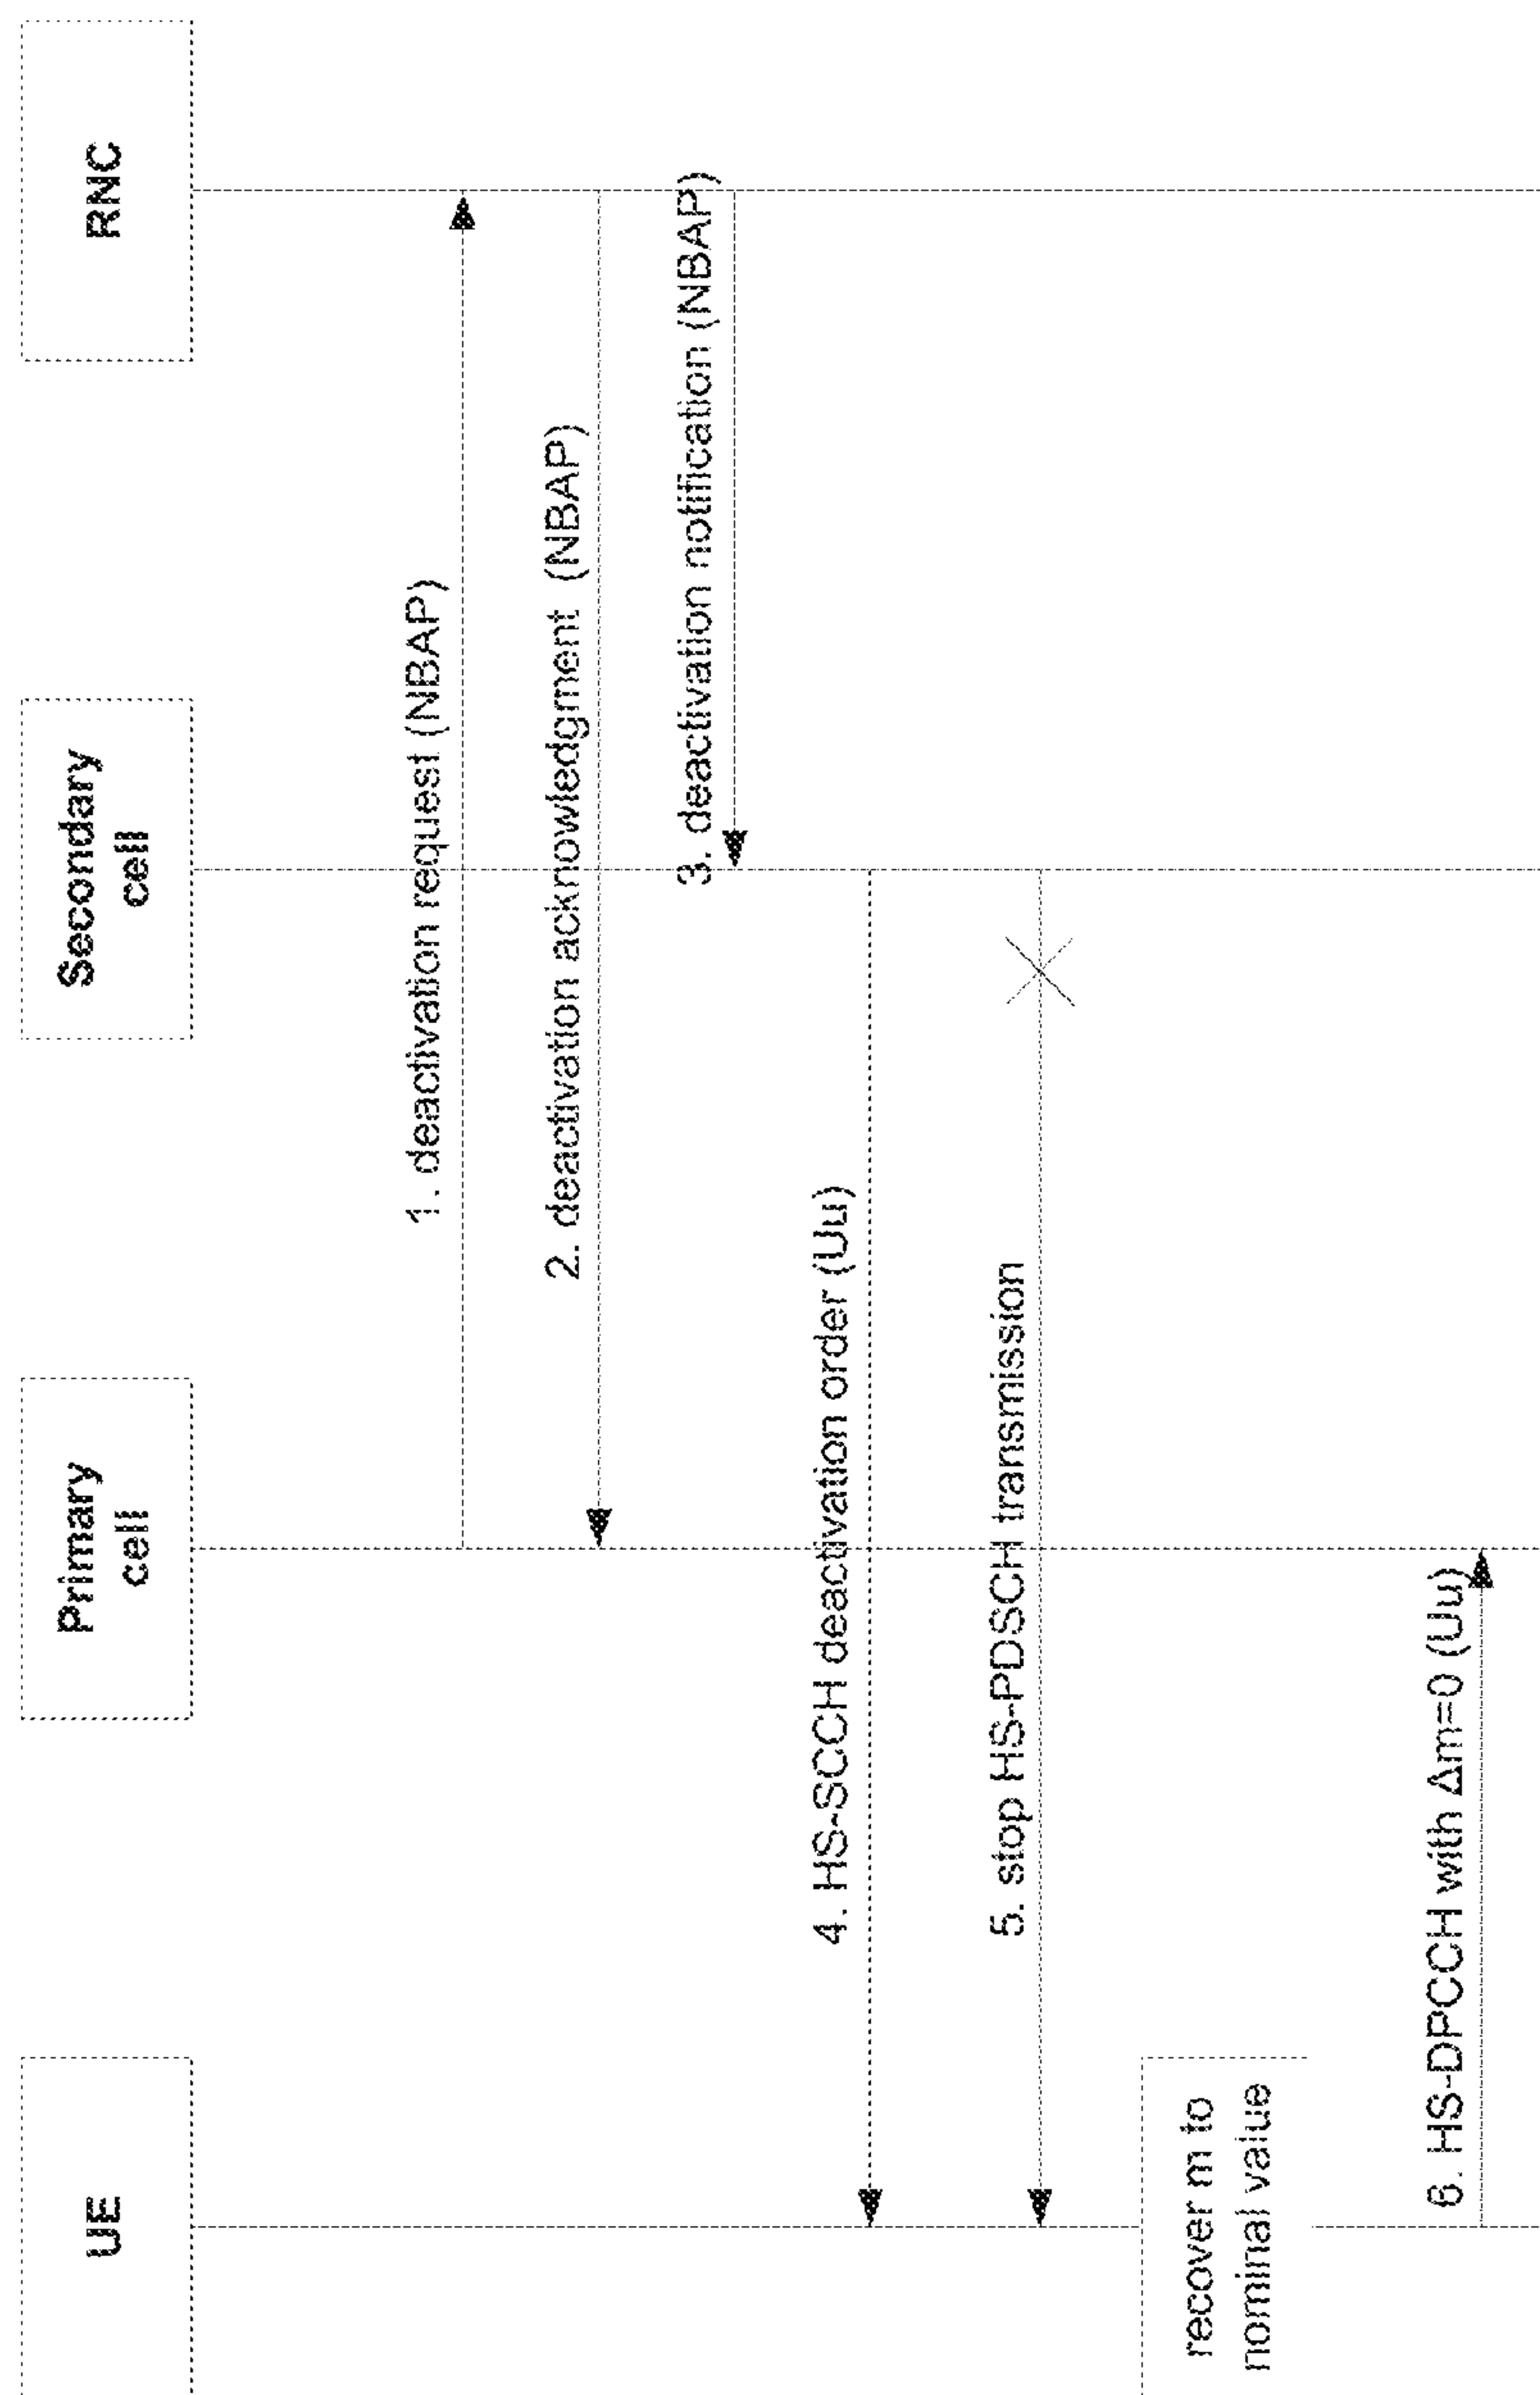 UE
Primary
cell
Secondary
cell
RNC
1. deactivation request (NBAP)
2. deactivation acknowledgment (NBAP)
3. deactivation notification (NBAP)
4. HS-SCCH deactivation order (Uu)
5. stop HS-PDSCH transmission
recover m to
nominal value
6. HS-DPCCH with Δm=0 (Uu)